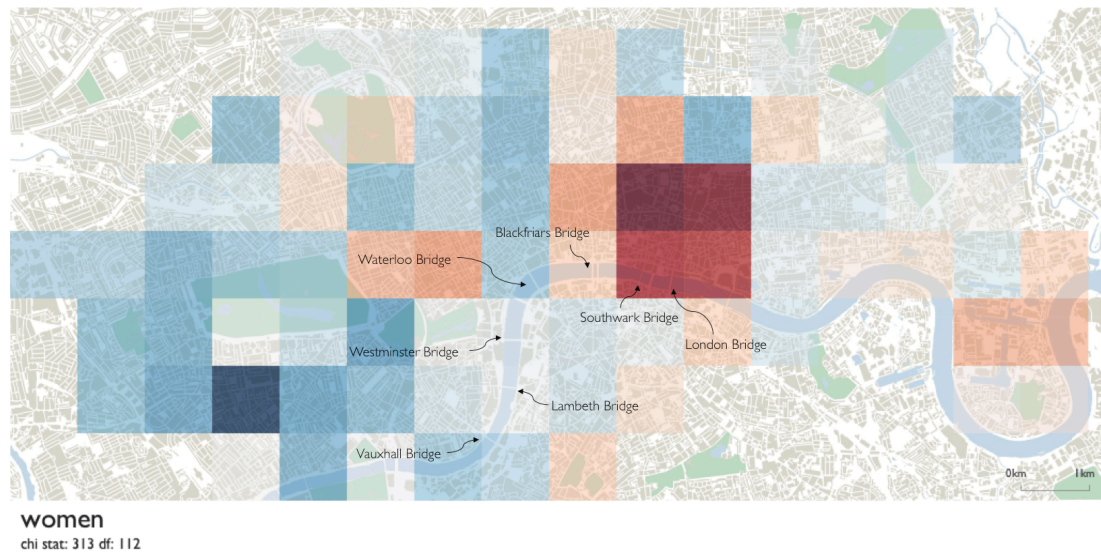 Blackfriars Bridge
Waterloo Bridge
Southwark Bridge
London Bridge
Westminster Bridge
Lambeth Bridge
Vauxhall Bridge
0km 1km
women
chi stat: 313 df: 112